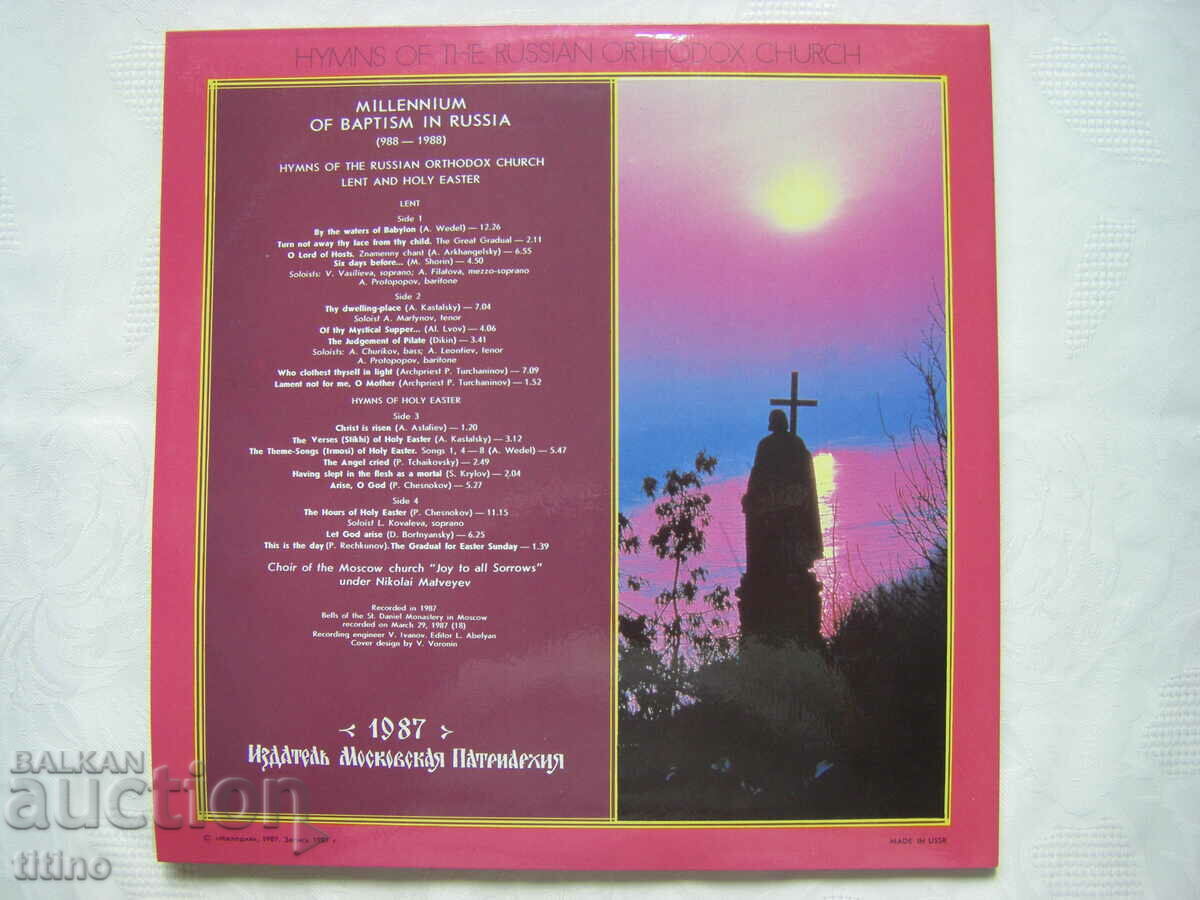 HYMNS OF THE RUSSIAN ORTHODOX CHURCH
MILLENNIUM
OF BAPTISM IN RUSSIA
(988 — 1988)
HYMNS OF THE RUSSIAN ORTHODOX CHURCH
LENT AND HOLY EASTER
LENT
Side 1
By the waters of Babylon (A. Wedel) — 12.26
Turn not away thy face from thy child. The Great Gradual — 2.11
O Lord of Hosts. Znamenny chant (A. Arkhangelsky) — 6.55
Six days before... (M. Shorin) — 4.50
Soloists: V. Vasilieva, soprano; A. Filatova, mezzo-soprano
A. Protopopov, baritone
Side 2
Thy dwelling-place (A. Kastalsky) — 7.04
Soloist A. Martynov, tenor
Of thy Mystical Supper... (Al. Lvov) — 4.06
The Judgement of Pilate (Dikin) — 3.41
Soloists: A. Churikov, bass; A. Leontiev, tenor
A. Protopopov, baritone
Who clothest thyself in light (Archpriest P. Turchaninov) — 7.09
Lament not for me, O Mother (Archpriest P. Turchaninov) — 1.52
HYMNS OF HOLY EASTER
Side 3
Christ is risen (A. Astafiev) — 1.20
The Verses (Stikhi) of Holy Easter (A. Kastalsky) — 3.12
The Theme-Songs (Irmosi) of Holy Easter. Songs 1, 4 — 8 (A. Wedel) — 5.47
The Angel cried (P. Tchaikovsky) — 2.49
Having slept in the flesh as a mortal (S. Krylov) — 2.04
Arise, O God (P. Chesnokov) — 5.27
Side 4
The Hours of Holy Easter (P. Chesnokov) — 11.15
Soloist L. Kovaleva, soprano
Let God arise (D. Bortnyansky) — 6.25
This is the day (P. Rechkunov). The Gradual for Easter Sunday — 1.39
Choir of the Moscow church "Joy to all Sorrows"
under Nikolai Matveyev
Recorded in 1987
Bells of the St. Daniel Monastery in Moscow
recorded on March 29, 1987 (18)
Recording engineer V. Ivanov. Editor L. Abelyan
Cover design by V. Voronin
1987
Издатель Московская Патриархия
© «Мелодия», 1987. Запись 1987 г.
MADE IN USSR
BALKAN
auction
titino